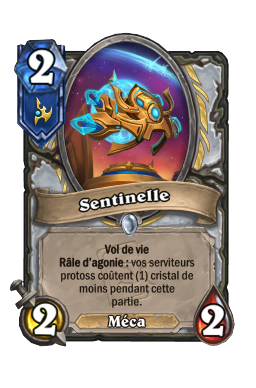 2
Sentinelle
Vol de vie
Râle d'agonie : vos serviteurs
protoss coûtent (1) cristal de
moins pendant cette
partie.
2
Méca
2